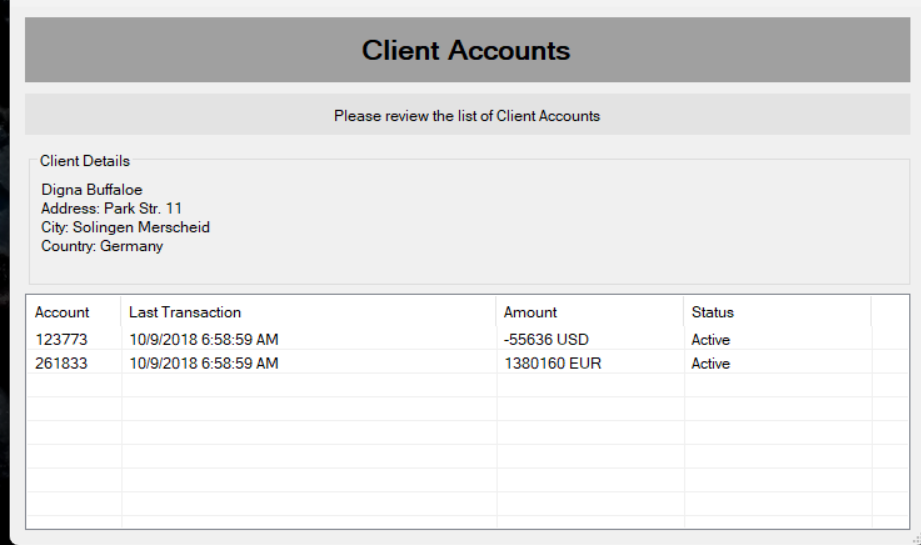 Client Accounts
Please review the list of Client Accounts
Client Details
Digna Buffaloe
Address: Park Str. 11
City: Solingen Merscheid
Country: Germany
Account Last Transaction Amount Status
123773 10/9/2018 6:58:59 AM -55636 USD Active
261833 10/9/2018 6:58:59 AM 1380160 EUR Active